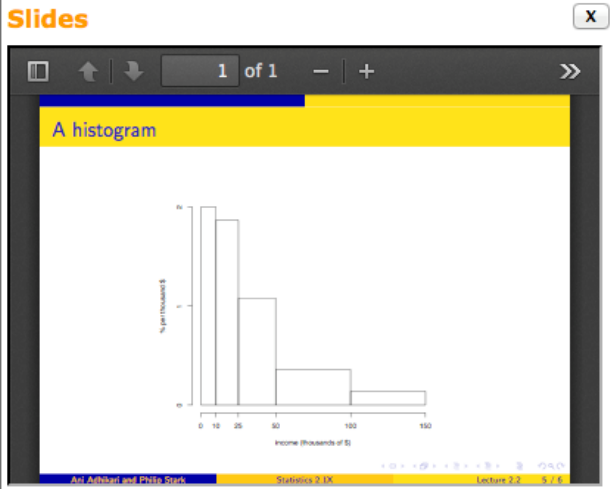 Slides X
1 of 1
A histogram
2
1
0
% per thousand $
0 10 25 50 100 150
income (thousands of $)
Ani Adhikari and Philip Stark Statistics 2.1X Lecture 2.2 5 / 6